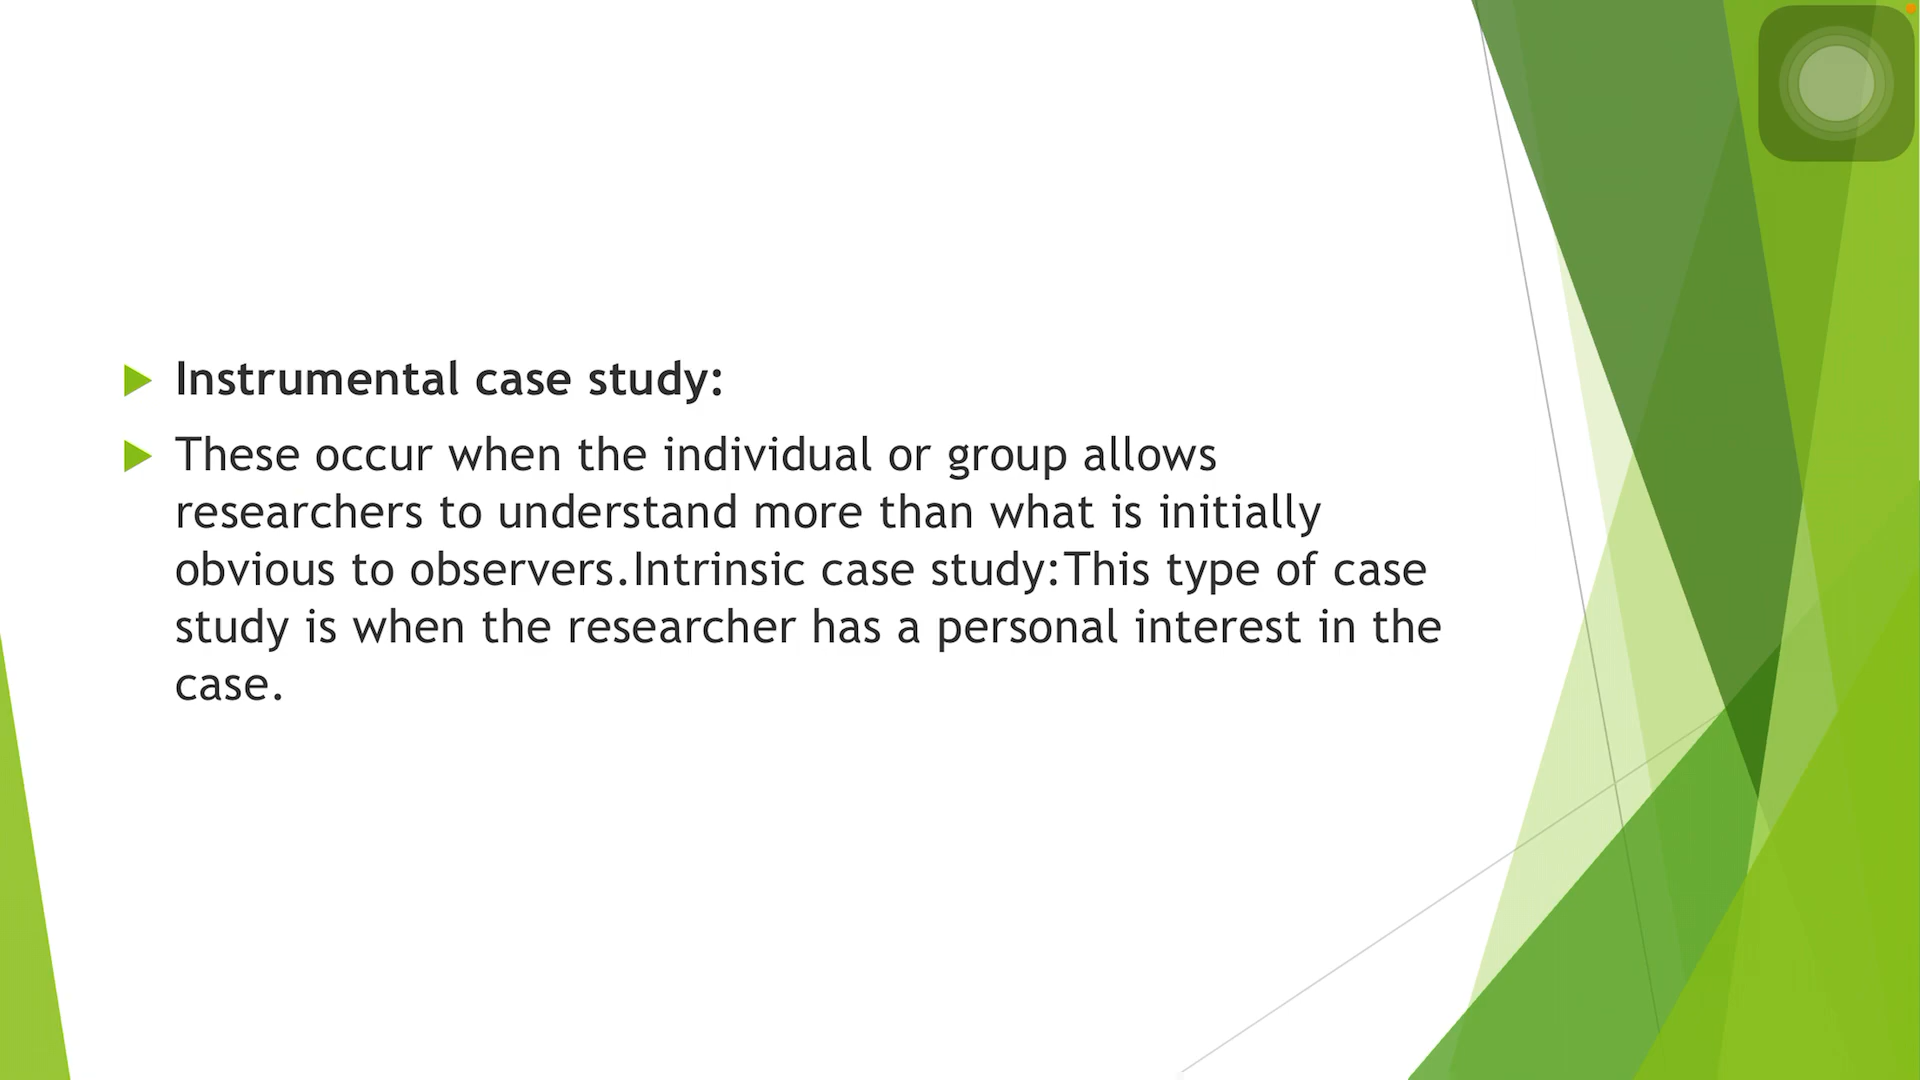 Instrumental case study:
These occur when the individual or group allows
researchers to understand more than what is initially
obvious to observers.Intrinsic case study:This type of case
study is when the researcher has a personal interest in the
case.